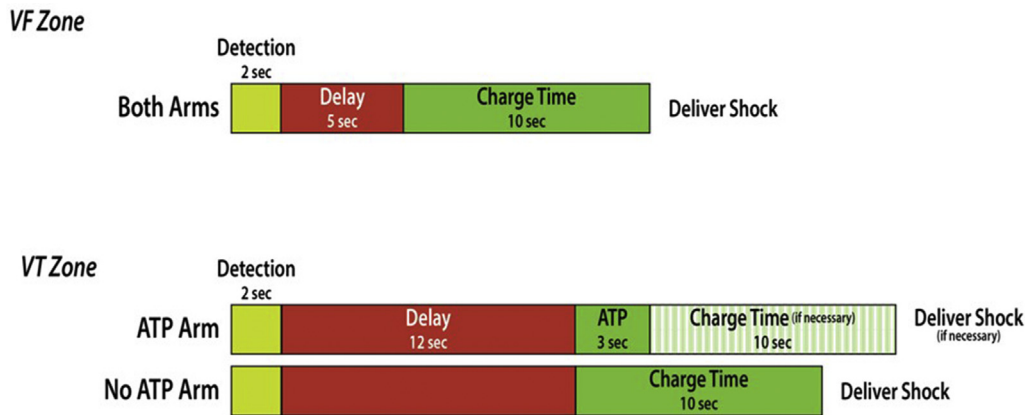 VF Zone
Detection
2 sec
Both Arms
Delay
5 sec
Charge Time
10 sec
Deliver Shock
VT Zone
Detection
2 sec
ATP Arm
Delay
12 sec
ATP
3 sec
Charge Time (if necessary)
10 sec
Deliver Shock
(if necessary)
No ATP Arm
Charge Time
10 sec
Deliver Shock